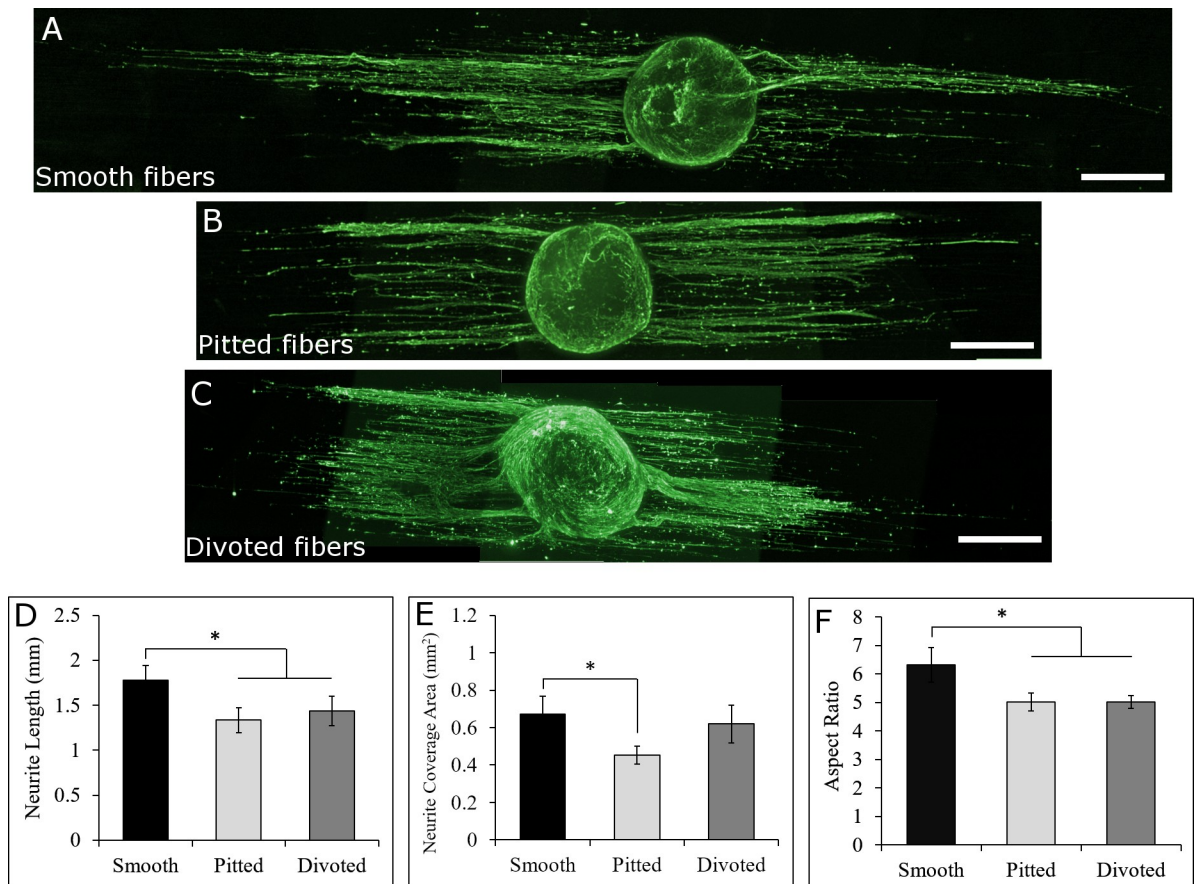 A
Smooth fibers
B
Pitted fibers
C
Divoted fibers
D
Neurite Length (mm)
2.5
2
1.5
1
0.5
0
*
Smooth Pitted Divoted
E
Neurite Coverage Area (mm²)
1.2
1
0.8
0.6
0.4
0.2
0
*
Smooth Pitted Divoted
F
Aspect Ratio
8
7
6
5
4
3
2
1
0
*
Smooth Pitted Divoted